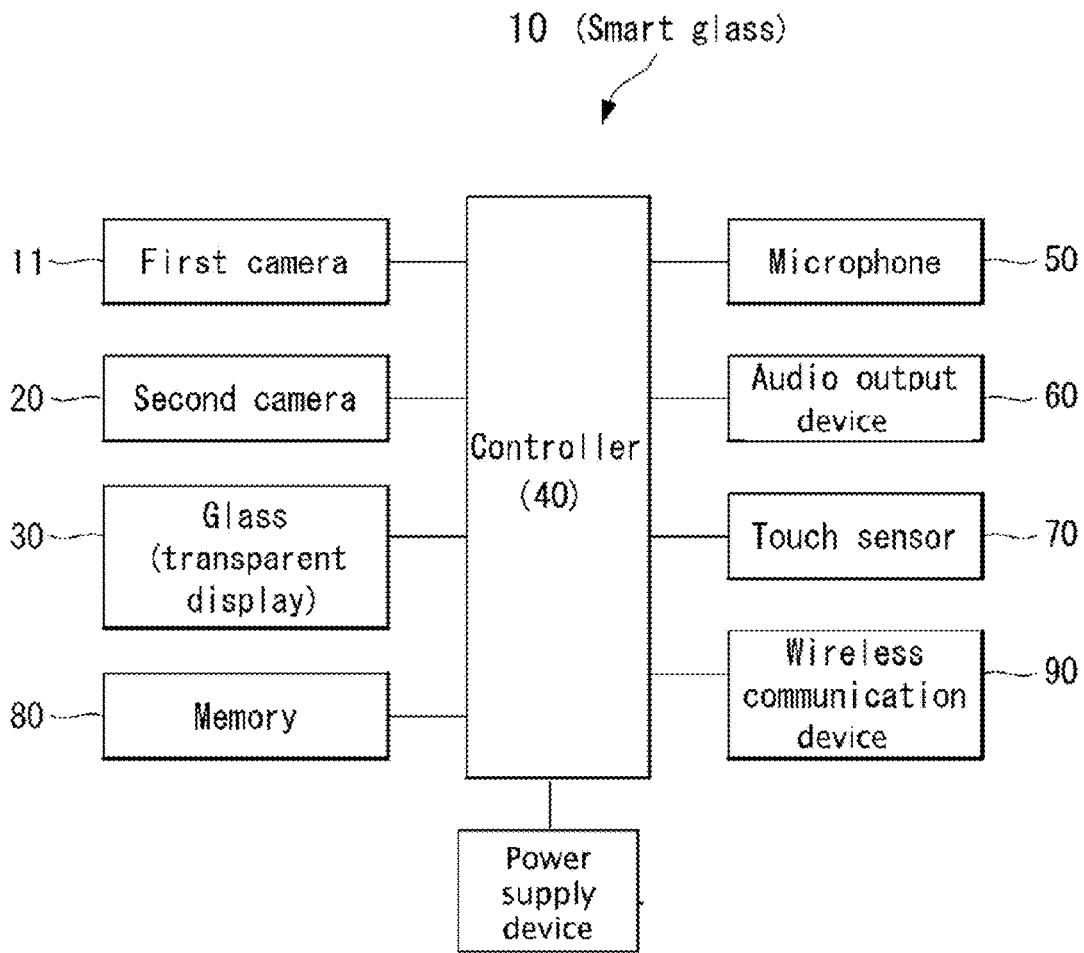 10 (Smart glass)
11 First camera
20 Second camera
30 Glass
(transparent
display)
80 Memory
Controller
(40)
Microphone 50
Audio output
device 60
Touch sensor 70
Wireless
communication
device 90
Power
supply
device